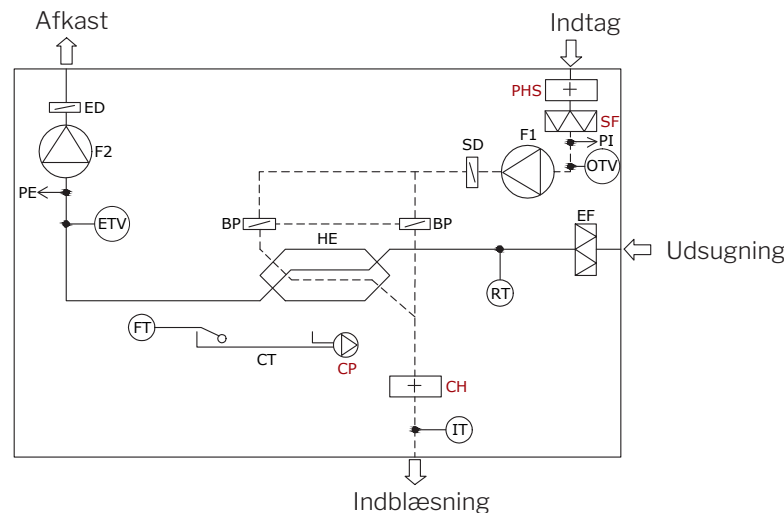 Afkast
Indtag
PHS
ED
SF
F1
PI
SD
F2
OTV
PE
ETV
EF
BP
BP
HE
Udsugning
RT
FT
CT
CP
CH
IT
Indblæsning